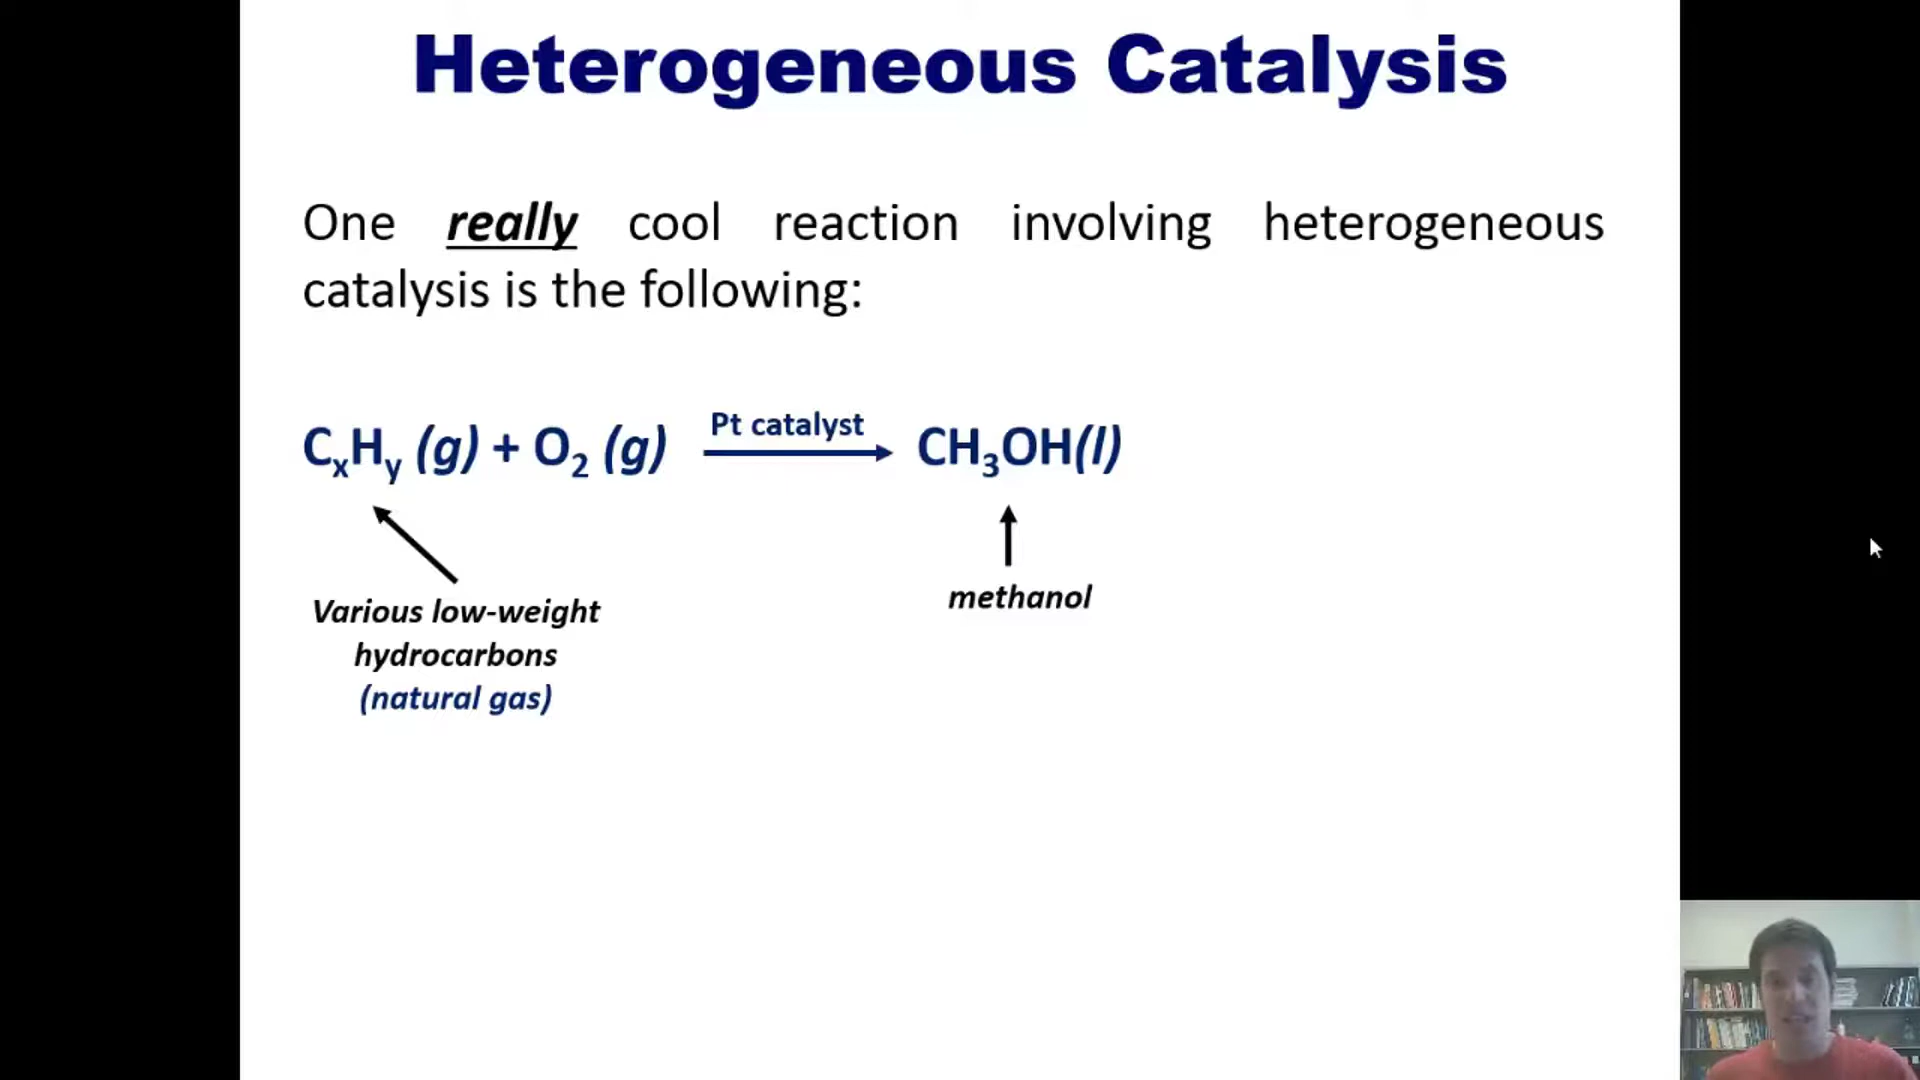 Heterogeneous Catalysis
One really cool reaction involving heterogeneous
catalysis is the following:
CxHy (g) + O2 (g) Pt catalyst CH3OH(l)
Various low-weight
hydrocarbons
(natural gas)
methanol